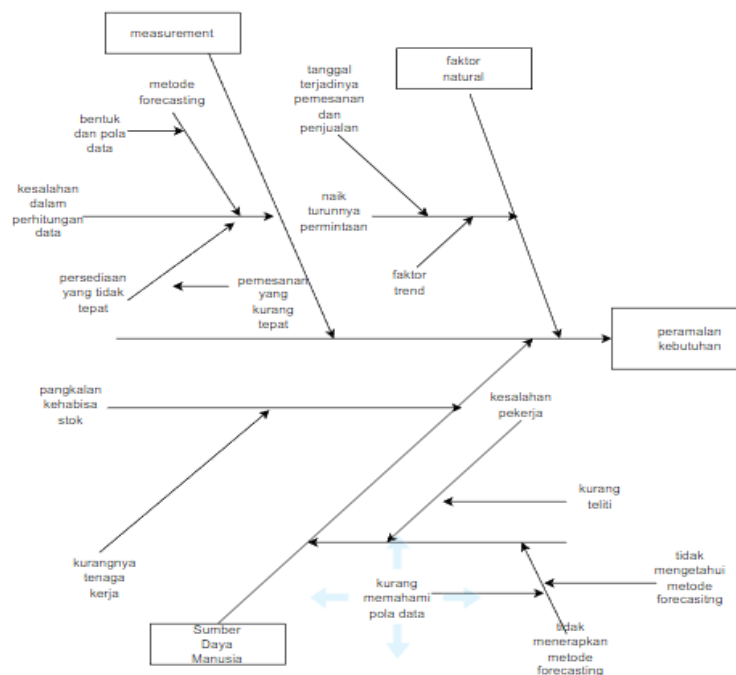 measurement
faktor
natural
metode
forecasting
tanggal
terjadinya
pemesanan
dan
penjualan
bentuk
dan pola
data
kesalahan
dalam
perhitungan
data
naik
turunnya
permintaan
persediaan
yang tidak
tepat
pemesanan
yang
kurang
tepat
faktor
trend
peramalan
kebutuhan
pangkalan
kehabisa
stok
kesalahan
pekerja
kurang
teliti
kurangnya
tenaga
kerja
kurang
memahami
pola data
tidak
mengetahui
metode
forecasitng
Sumber
Daya
Manusia
tidak
menerapkan
metode
forecasting